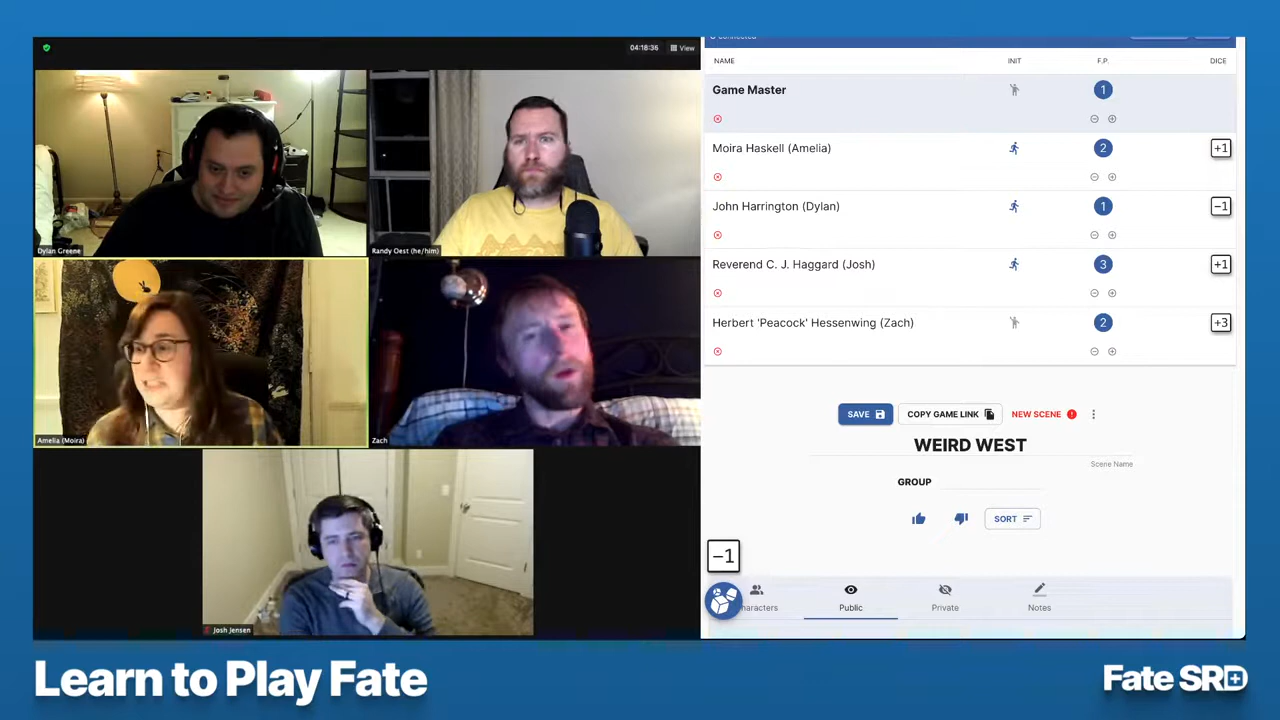 04:18:36 View
Dylan Greene
Randy Oest (he/him)
Amelia (Moira)
Zach
Josh Jensen
NAME INIT F.P. DICE
Game Master 1
Moira Haskell (Amelia) 2 +1
John Harrington (Dylan) 1 −1
Reverend C. J. Haggard (Josh) 3 +1
Herbert 'Peacock' Hessenwing (Zach) 2 +3
SAVE COPY GAME LINK NEW SCENE
WEIRD WEST
Scene Name
GROUP
SORT
−1
Public Private Notes
Learn to Play Fate
Fate SRD